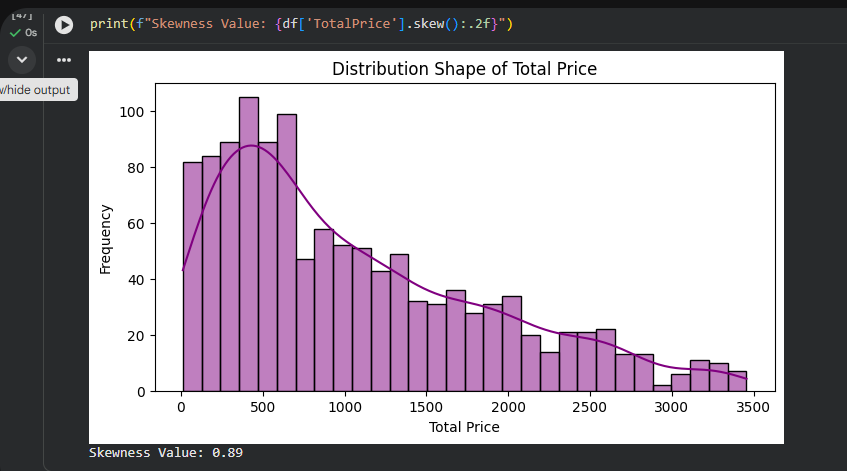 [47]
0s
print(f"Skewness Value: {df['TotalPrice'].skew():.2f}")
w/hide output
Distribution Shape of Total Price
Frequency
100
80
60
40
20
0
0 500 1000 1500 2000 2500 3000 3500
Total Price
Skewness Value: 0.89